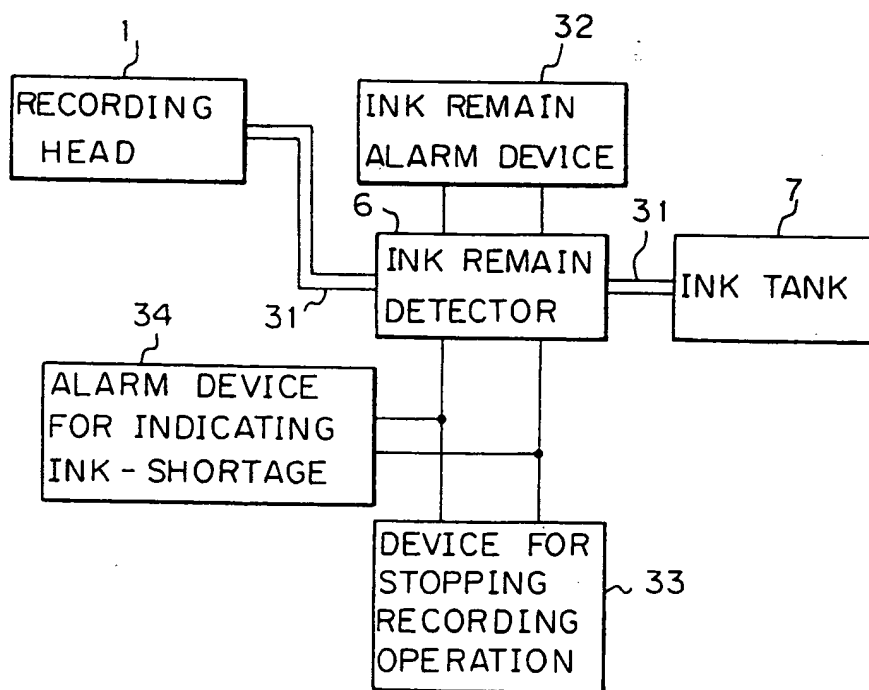 1
RECORDING
HEAD
32
INK REMAIN
ALARM DEVICE
6
INK REMAIN
DETECTOR
31
7
INK TANK
31
34
ALARM DEVICE
FOR INDICATING
INK-SHORTAGE
DEVICE FOR
STOPPING
RECORDING
OPERATION
33